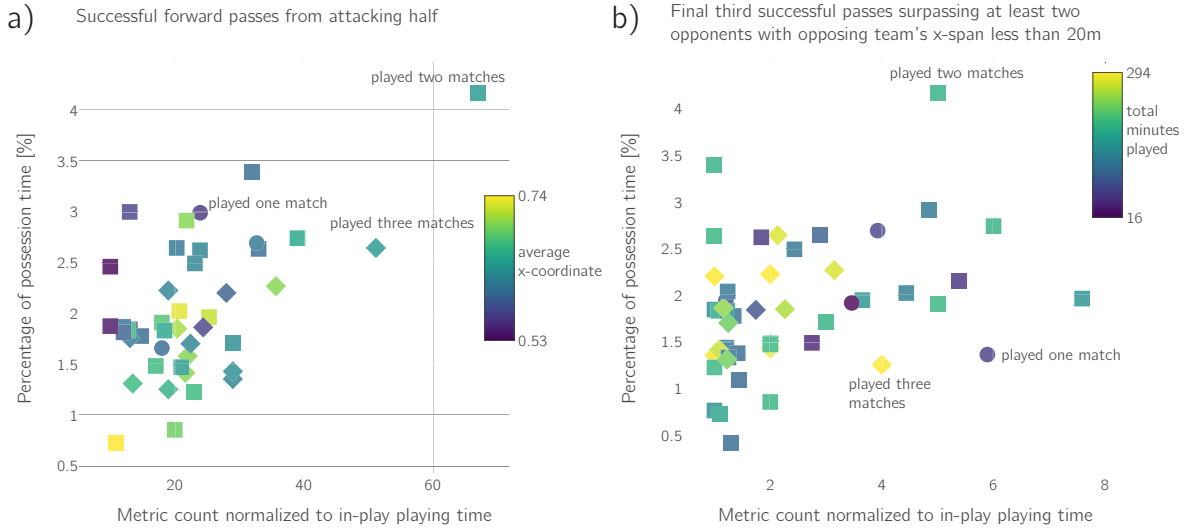 a)
Successful forward passes from attacking half
played two matches
played one match
played three matches
0.74
average
x-coordinate
0.53
4
3.5
3
2.5
2
1.5
1
0.5
20
40
60
Percentage of possession time [%]
Metric count normalized to in-play playing time
b)
Final third successful passes surpassing at least two
opponents with opposing team's x-span less than 20m
played two matches
294
total
minutes
played
16
played one match
played three
matches
4
3.5
3
2.5
2
1.5
1
0.5
2
4
6
8
Percentage of possession time [%]
Metric count normalized to in-play playing time